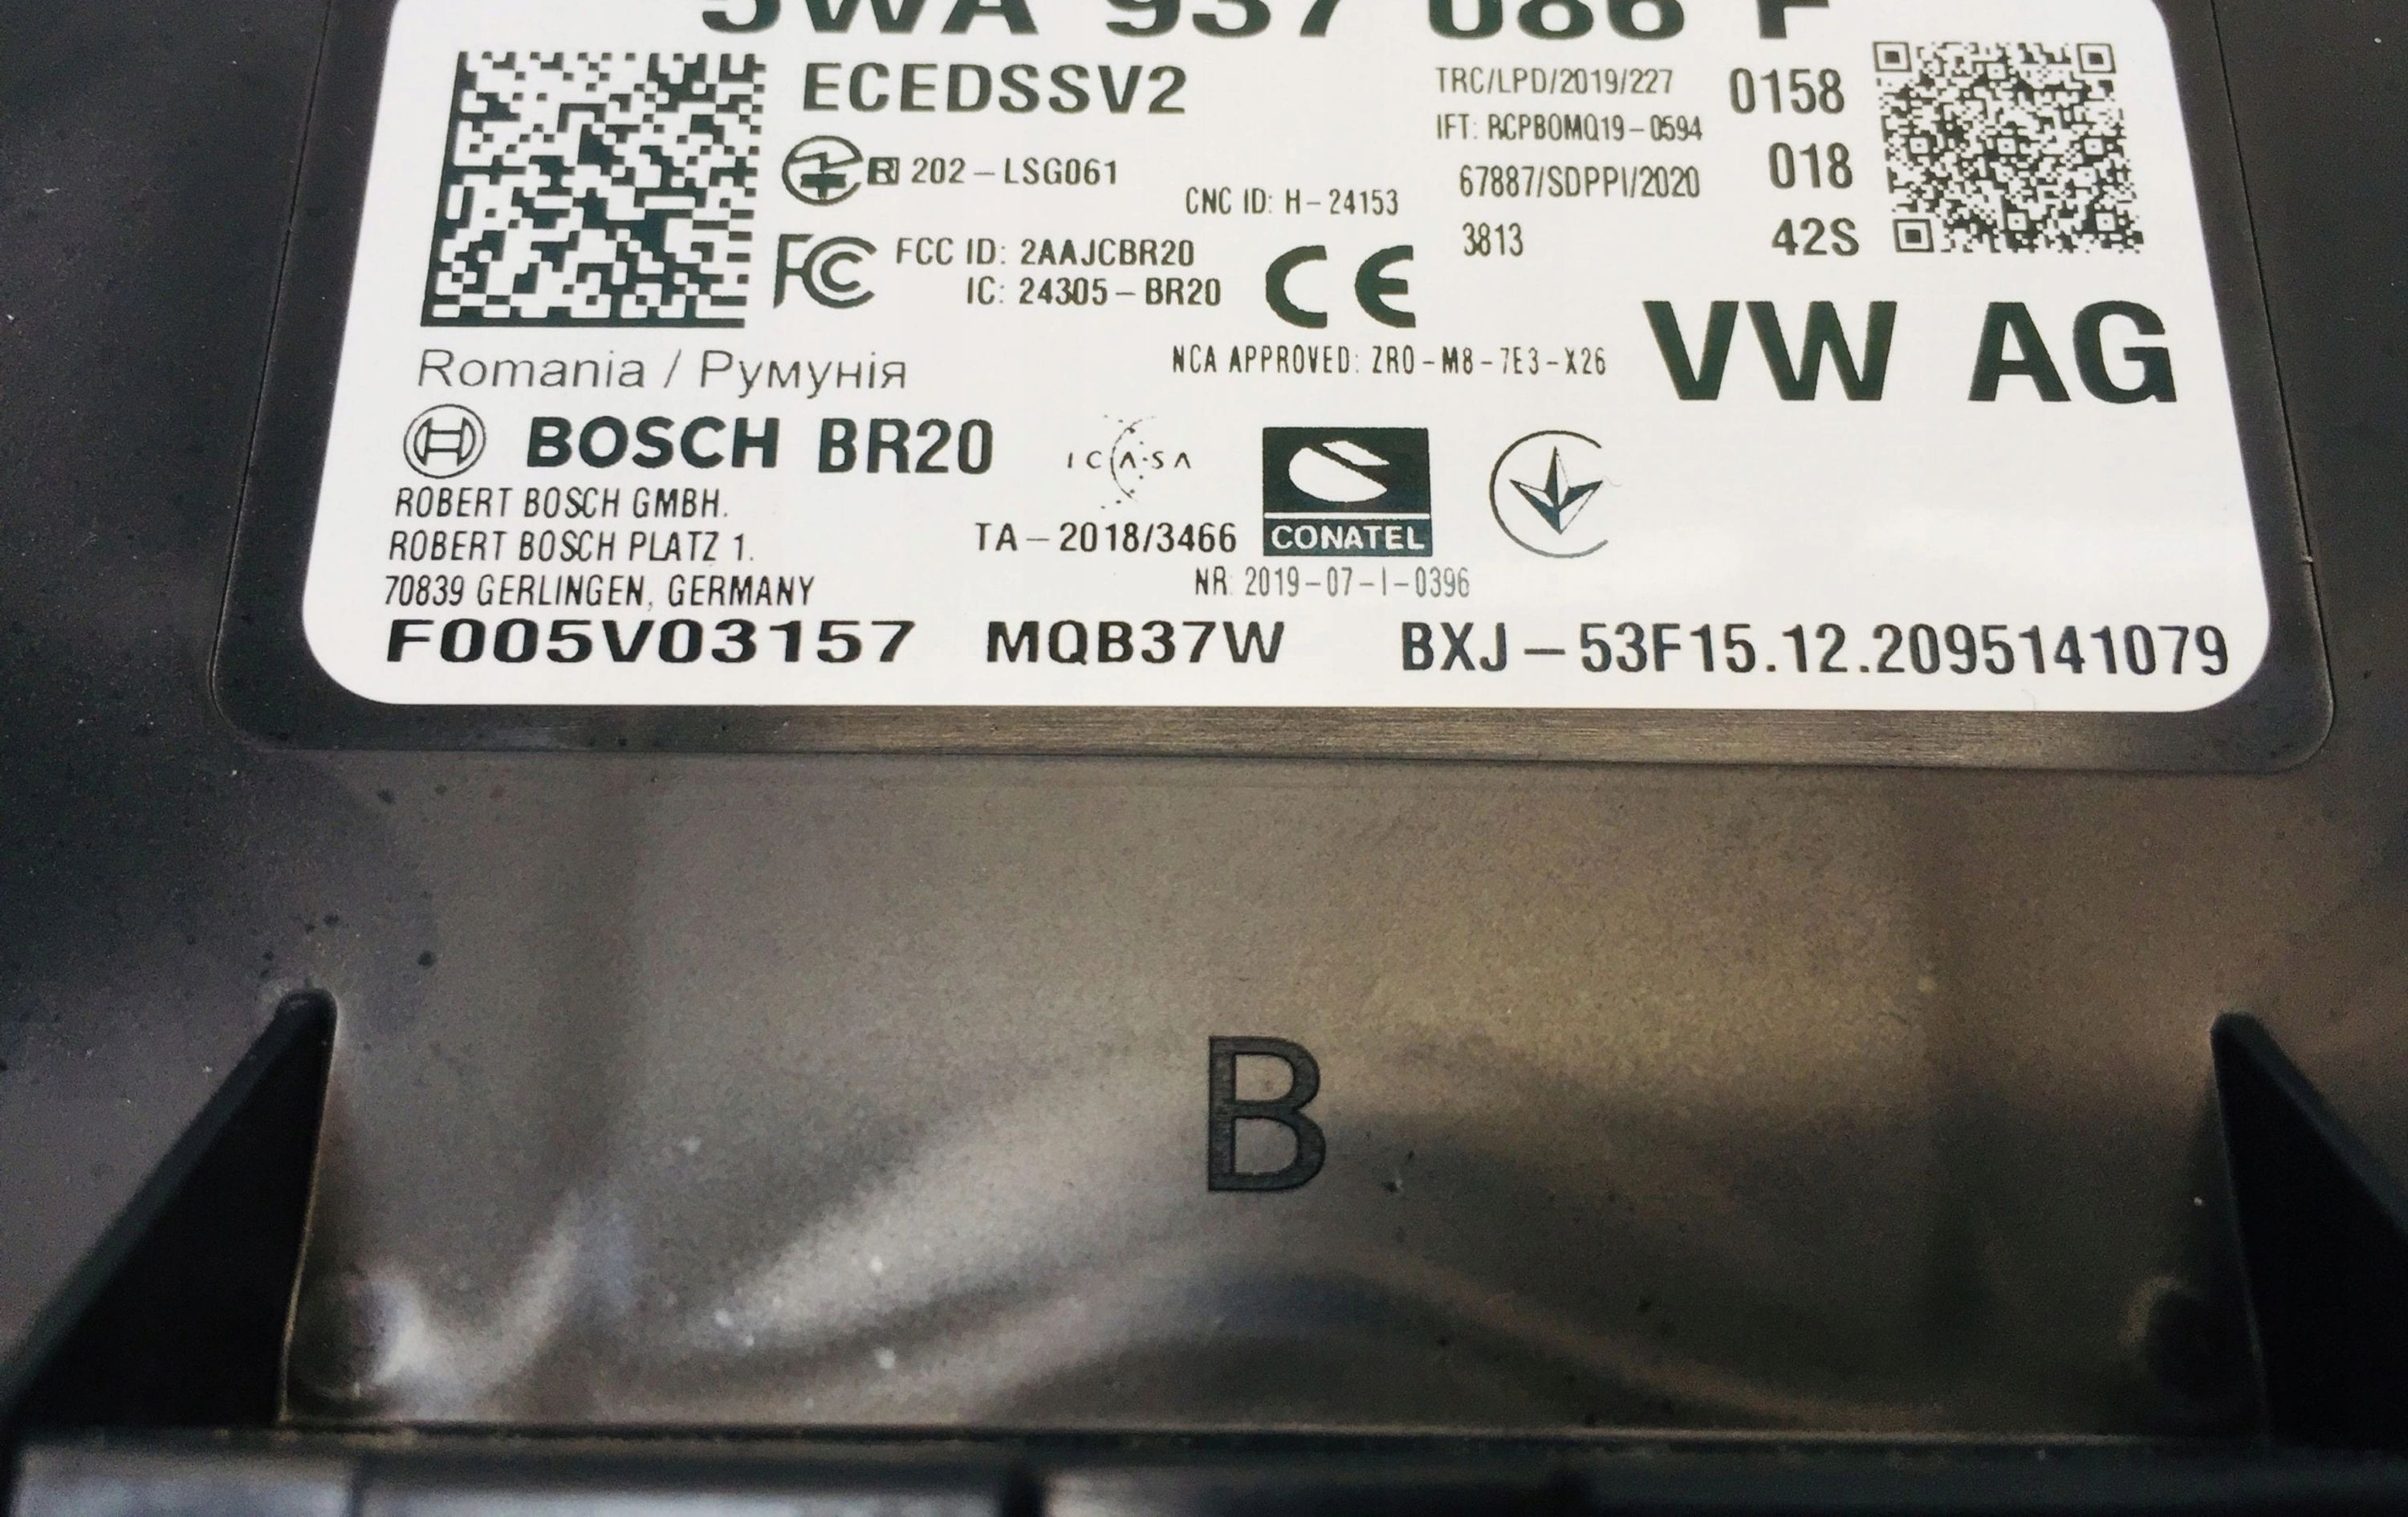 5WA 937 086 F
ECEDSSV2
TRC/LPD/2019/227
0158
IFT: RCPBOMQ19-0594
R 202-LSG061
CNC ID: H-24153
67887/SDPPI/2020
018
3813
42S
FC FCC ID: 2AAJCBR20
IC: 24305-BR20
CE
NCA APPROVED: ZRO-M8-7E3-X26
VW AG
Romania / Румунія
BOSCH BR20
ICASA
ROBERT BOSCH GMBH.
ROBERT BOSCH PLATZ 1.
70839 GERLINGEN, GERMANY
TA-2018/3466
CONATEL
NR: 2019-07-I-0396
F005V03157 MQB37W BXJ-53F15.12.2095141079
B